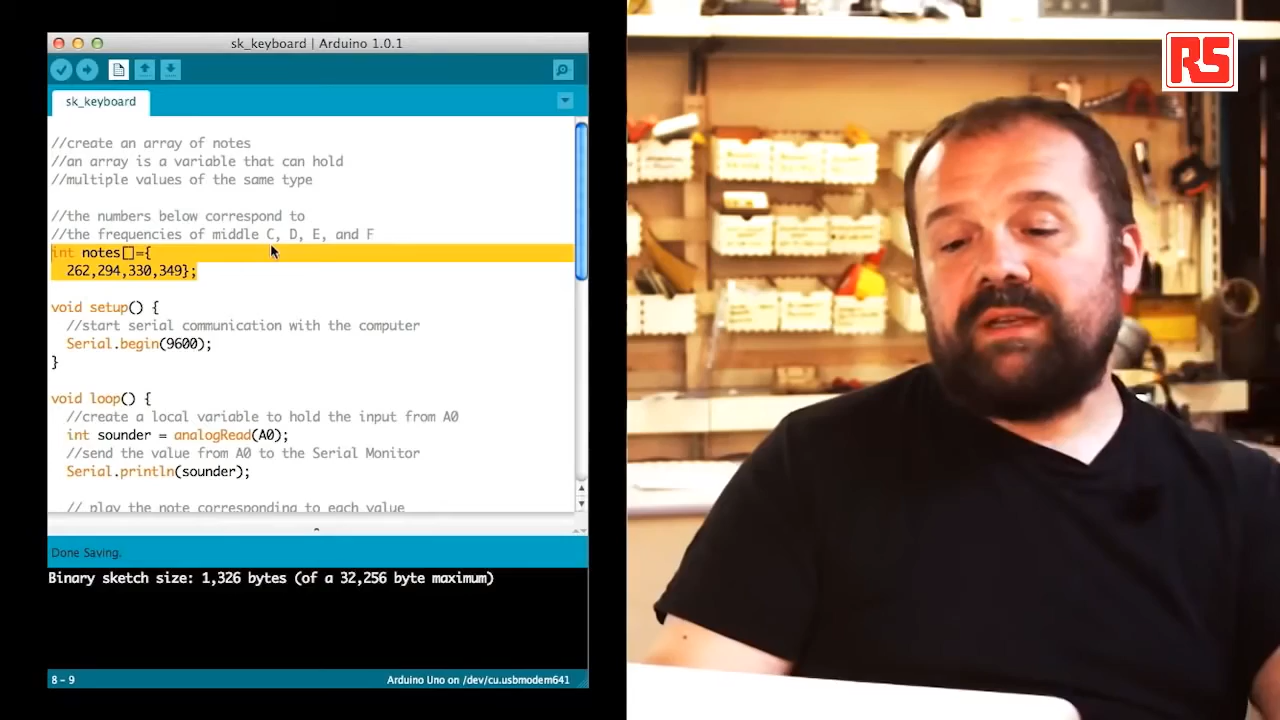 sk_keyboard | Arduino 1.0.1
RS
sk_keyboard
//create an array of notes
//an array is a variable that can hold
//multiple values of the same type
//the numbers below correspond to
//the frequencies of middle C, D, E, and F
int notes[]={
262,294,330,349};
void setup() {
//start serial communication with the computer
Serial.begin(9600);
}
void loop() {
//create a local variable to hold the input from A0
int sounder = analogRead(A0);
//send the value from A0 to the Serial Monitor
Serial.println(sounder);
// play the note corresponding to each value
Done Saving.
Binary sketch size: 1,326 bytes (of a 32,256 byte maximum)
8 - 9
Arduino Uno on /dev/cu.usbmodem641